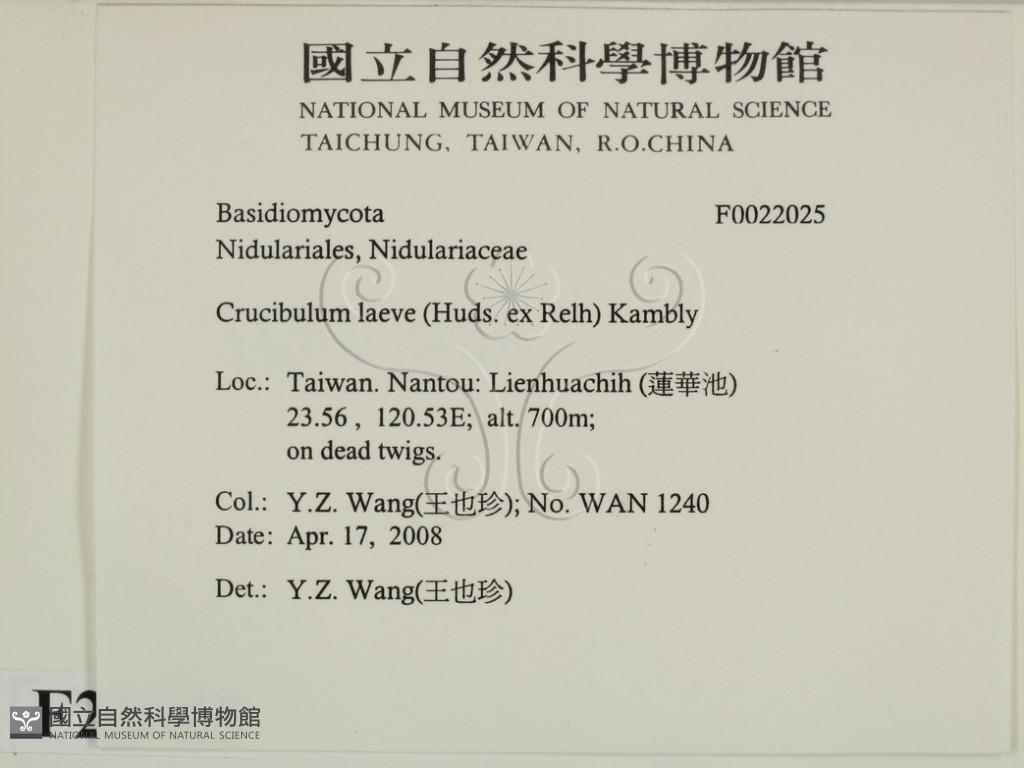 國立自然科學博物館
NATIONAL MUSEUM OF NATURAL SCIENCE
TAICHUNG, TAIWAN, R.O.CHINA
Basidiomycota F0022025
Nidulariales, Nidulariaceae
Crucibulum laeve (Huds. ex Relh) Kambly
Loc.: Taiwan. Nantou: Lienhuachih (蓮華池)
23.56 , 120.53E; alt. 700m;
on dead twigs.
Col.: Y.Z. Wang(王也珍); No. WAN 1240
Date: Apr. 17, 2008
Det.: Y.Z. Wang(王也珍)
F2
國立自然科學博物館
NATIONAL MUSEUM OF NATURAL SCIENCE